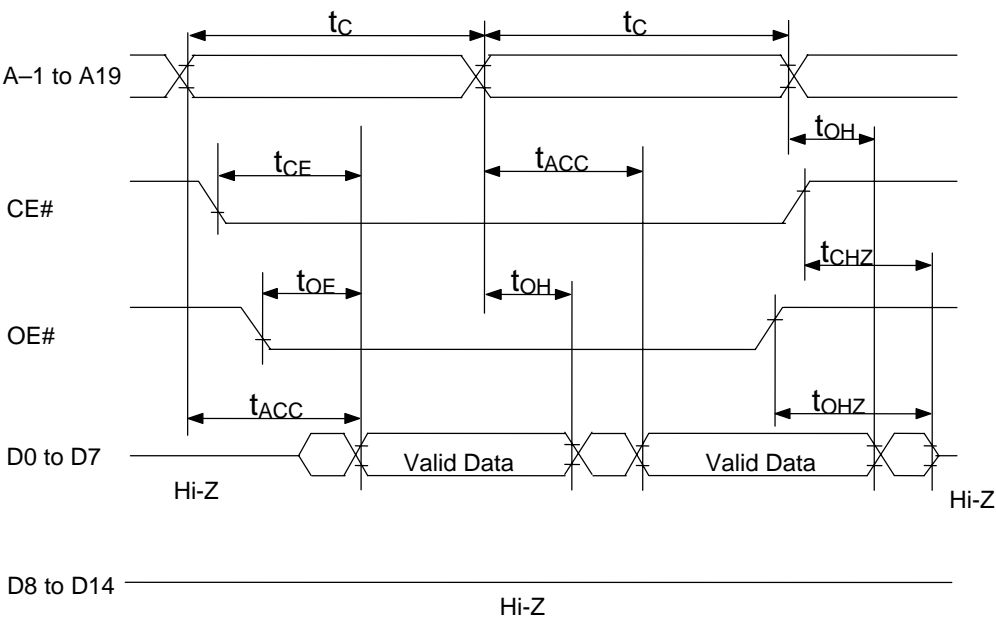 tC tC
A–1 to A19
tOH
tCE tACC
CE#
tCHZ
tOE tOH
OE#
tACC tOHZ
D0 to D7 Valid Data Valid Data
Hi-Z Hi-Z
D8 to D14
Hi-Z